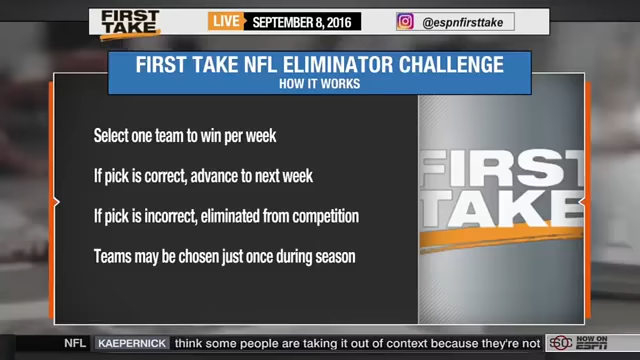 FIRST
TAKE
LIVE SEPTEMBER 8, 2016
@espnfirsttake
FIRST TAKE NFL ELIMINATOR CHALLENGE
HOW IT WORKS
Select one team to win per week
If pick is correct, advance to next week
If pick is incorrect, eliminated from competition
Teams may be chosen just once during season
FIRST
TAKE
NFL KAEPERNICK think some people are taking it out of context because they're not
SC NOW ON
ESPN